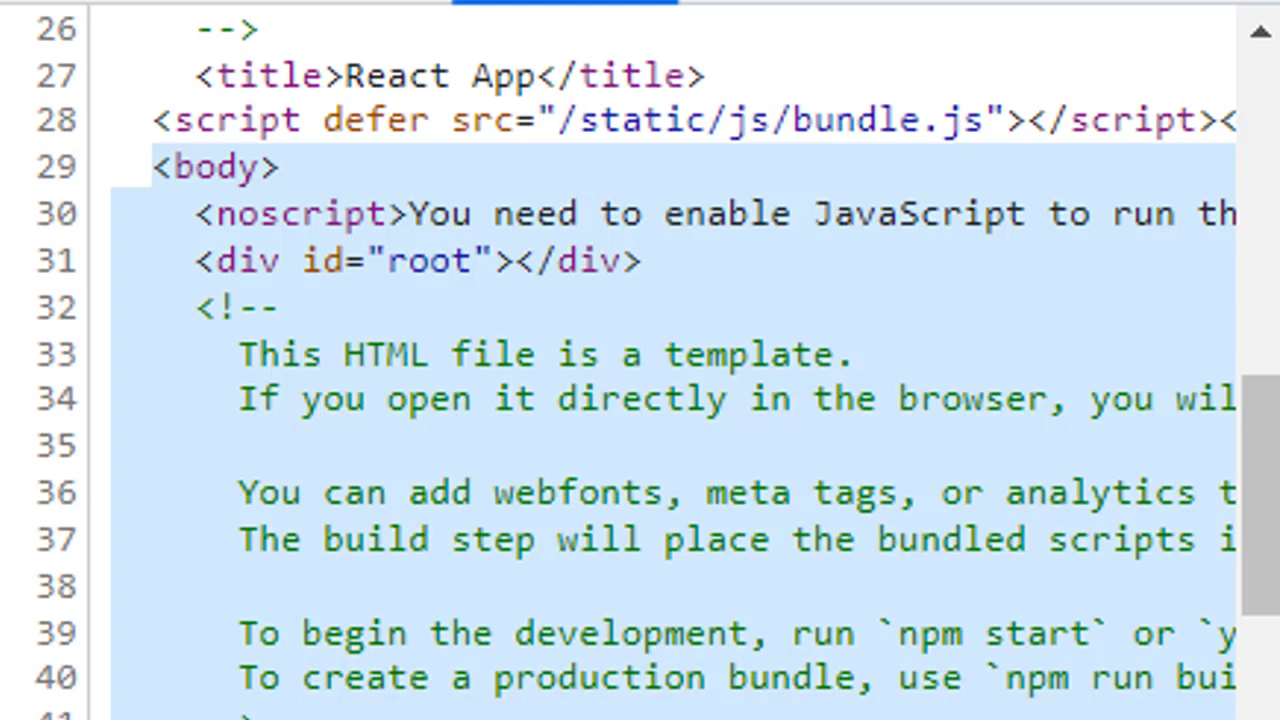 26 -->
27 <title>React App</title>
28 <script defer src="/static/js/bundle.js"></script><
29 <body>
30 <noscript>You need to enable JavaScript to run th
31 <div id="root"></div>
32 <!--
33 This HTML file is a template.
34 If you open it directly in the browser, you wil
35
36 You can add webfonts, meta tags, or analytics t
37 The build step will place the bundled scripts i
38
39 To begin the development, run `npm start` or `y
40 To create a production bundle, use `npm run bui